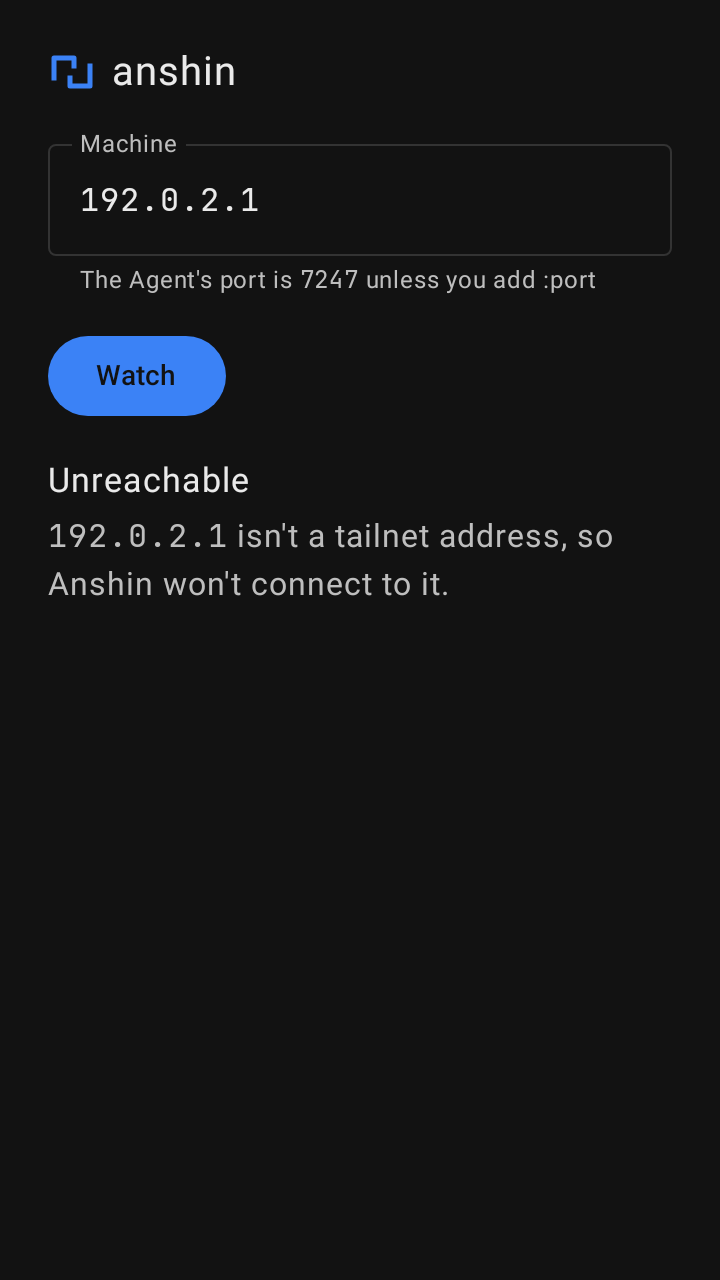 anshin
Machine
192.0.2.1
The Agent's port is 7247 unless you add :port
Watch
Unreachable
192.0.2.1 isn't a tailnet address, so
Anshin won't connect to it.